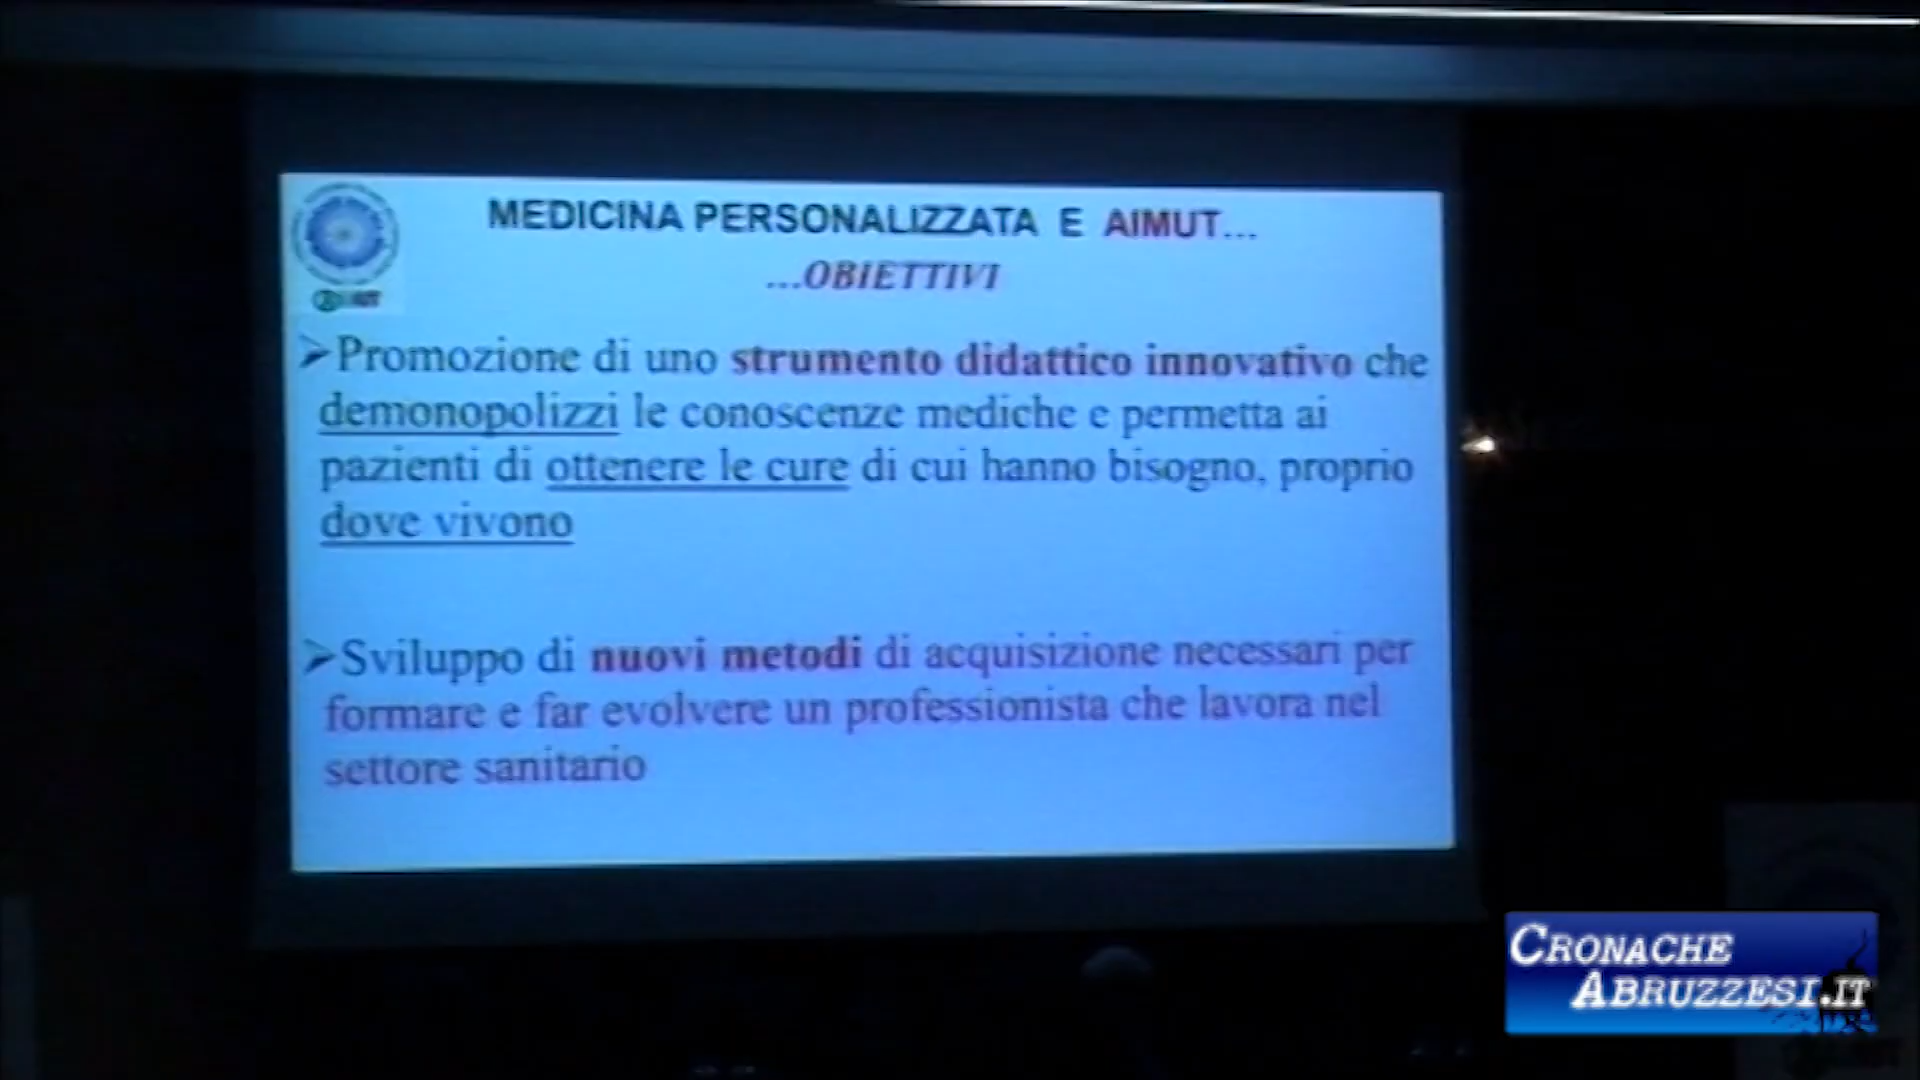 MEDICINA PERSONALIZZATA E AIMUT...
...OBIETTIVI
➢Promozione di uno strumento didattico innovativo che
demonopolizzi le conoscenze mediche e permetta ai
pazienti di ottenere le cure di cui hanno bisogno, proprio
dove vivono
➢Sviluppo di nuovi metodi di acquisizione necessari per
formare e far evolvere un professionista che lavora nel
settore sanitario
CRONACHE
ABRUZZESI.IT